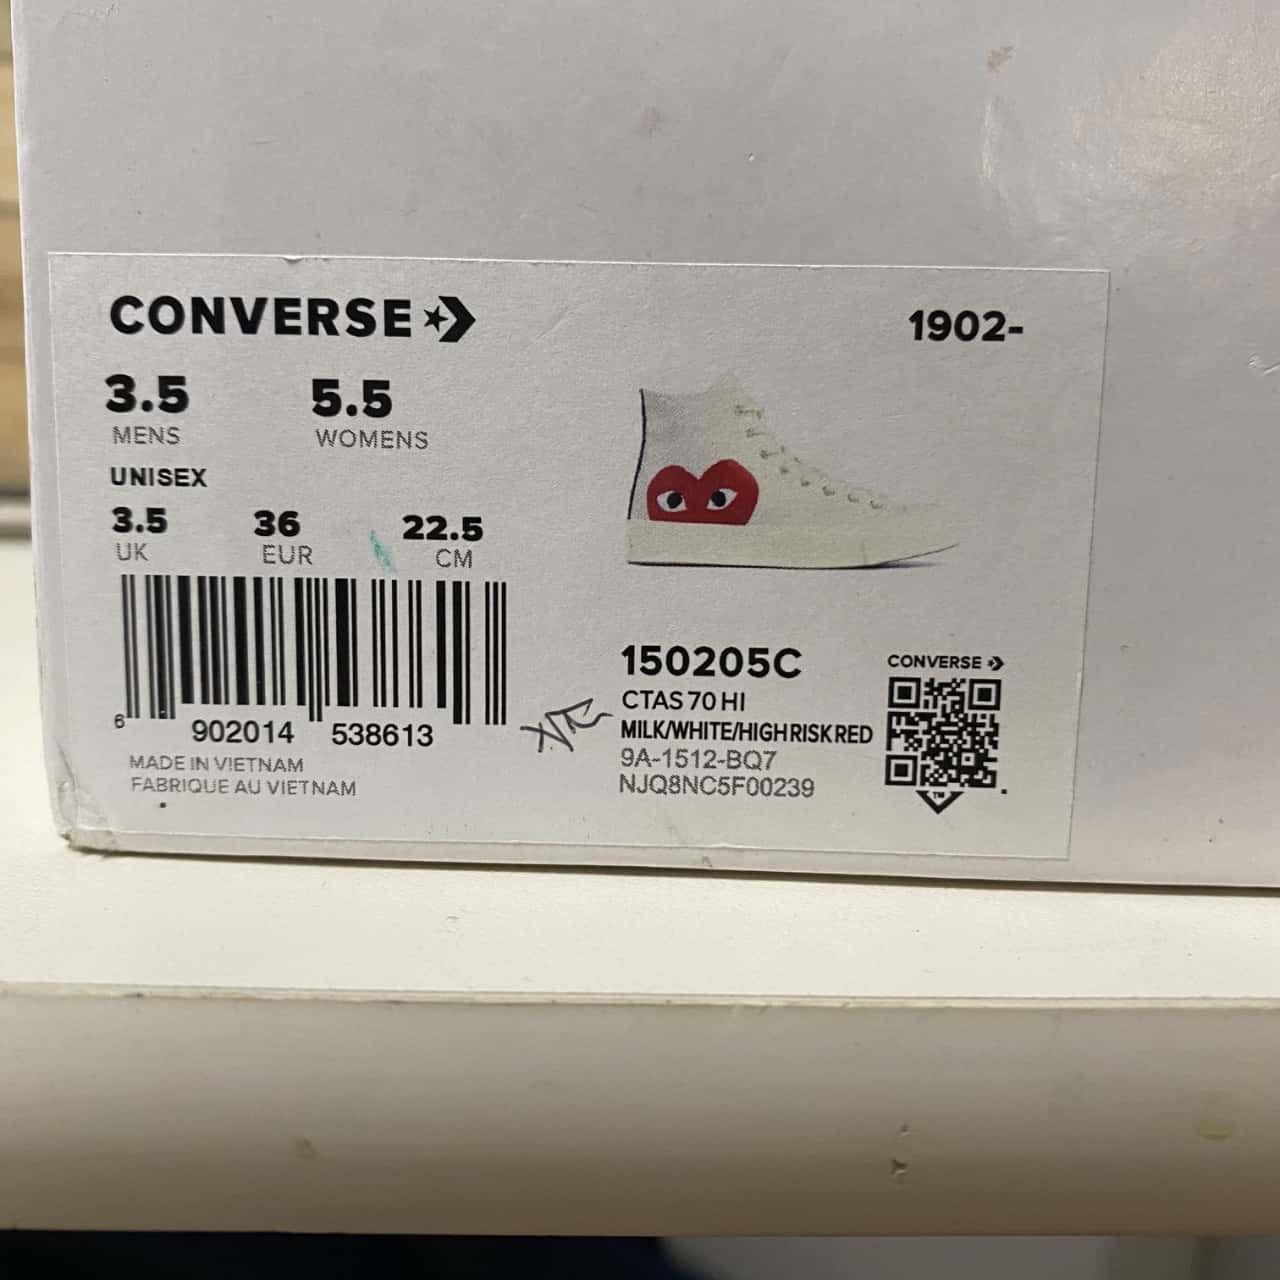 CONVERSE
1902-
3.5 5.5
MENS WOMENS
UNISEX
3.5 36 22.5
UK EUR CM
6 902014 538613
MADE IN VIETNAM
FABRIQUE AU VIETNAM
150205C
CTAS 70 HI
MILK/WHITE/HIGH RISK RED
9A-1512-BQ7
NJQ8NC5F00239
CONVERSE
TM